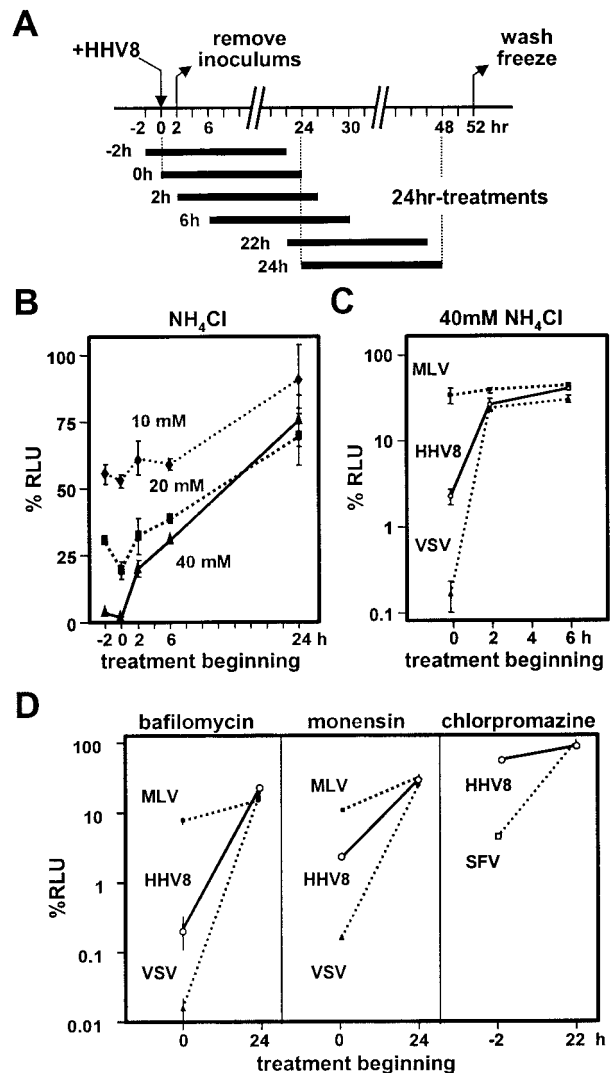 A
+HHV8
remove
inoculums
wash
freeze
-2 0 2 6 24 30 48 52 hr
-2h
0h
2h
6h
22h
24h
24hr-treatments
B
NH4Cl
100
75
50
25
0
% RLU
10 mM
20 mM
40 mM
-2 0 2 6 24 h
treatment beginning
C
40mM NH4Cl
100
10
1
0.1
% RLU
MLV
HHV8
VSV
0 2 4 6 h
treatment beginning
D
bafilomycin monensin chlorpromazine
100
10
1
0.1
0.01
%RLU
MLV
HHV8
VSV
MLV
HHV8
VSV
HHV8
SFV
0 24 0 24 -2 22 h
treatment beginning